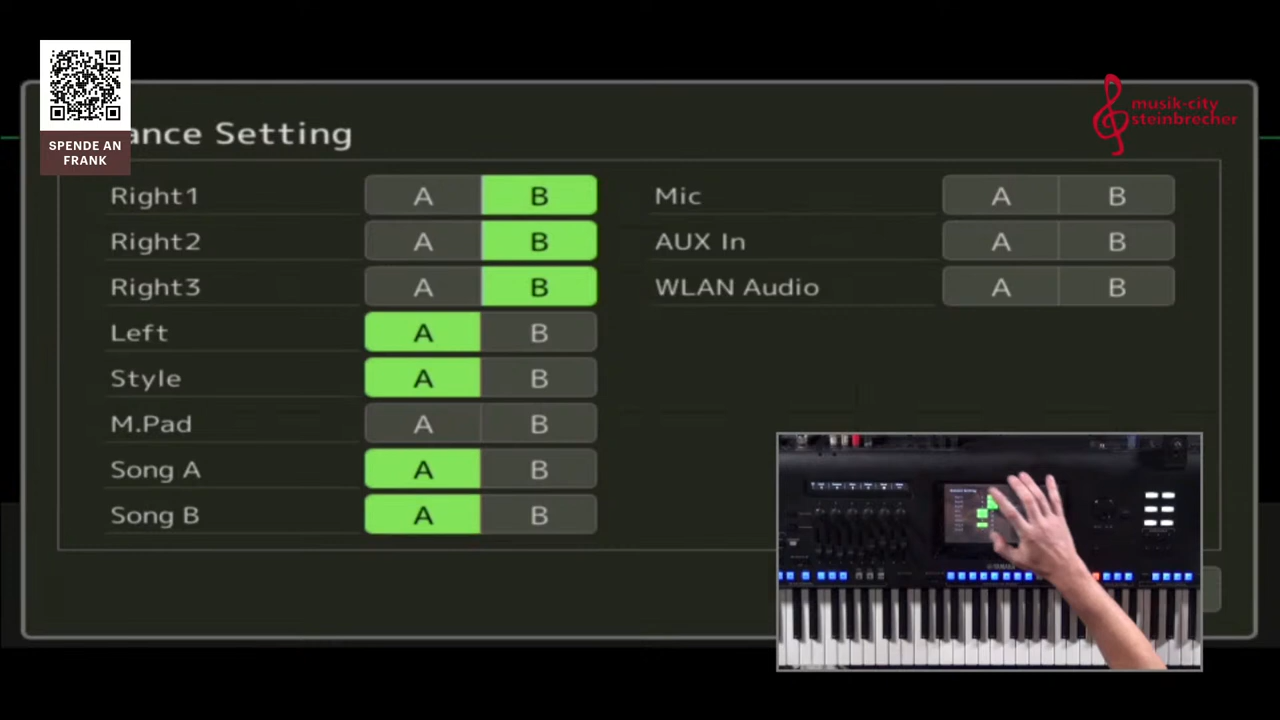 SPENDE AN
FRANK
musik-city
steinbrecher
ance Setting
Right1 A B
Right2 A B
Right3 A B
Left A B
Style A B
M.Pad A B
Song A A B
Song B A B
Mic A B
AUX In A B
WLAN Audio A B
YAMAHA